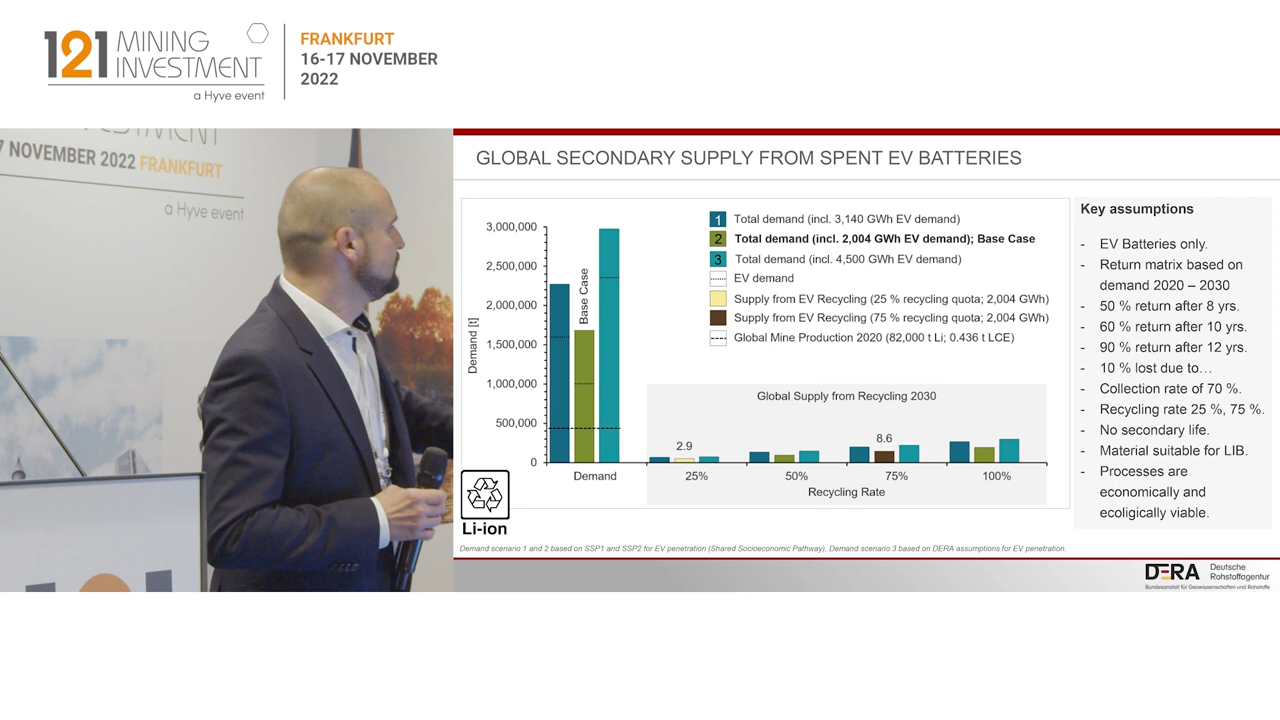 121 MINING INVESTMENT
a Hyve event
FRANKFURT
16-17 NOVEMBER
2022
7 NOVEMBER 2022 FRANKFURT
a Hyve event
GLOBAL SECONDARY SUPPLY FROM SPENT EV BATTERIES
Demand [t]
3,000,000
2,500,000
2,000,000
1,500,000
1,000,000
500,000
0
Base Case
Demand
1 Total demand (incl. 3,140 GWh EV demand)
2 Total demand (incl. 2,004 GWh EV demand); Base Case
3 Total demand (incl. 4,500 GWh EV demand)
EV demand
Supply from EV Recycling (25 % recycling quota; 2,004 GWh)
Supply from EV Recycling (75 % recycling quota; 2,004 GWh)
Global Mine Production 2020 (82,000 t Li; 0.436 t LCE)
Global Supply from Recycling 2030
2.9
8.6
25%
50%
75%
100%
Recycling Rate
Li-ion
Key assumptions
- EV Batteries only.
- Return matrix based on
demand 2020 – 2030
- 50 % return after 8 yrs.
- 60 % return after 10 yrs.
- 90 % return after 12 yrs.
- 10 % lost due to…
- Collection rate of 70 %.
- Recycling rate 25 %, 75 %.
- No secondary life.
- Material suitable for LIB.
- Processes are
economically and
ecoligically viable.
Demand scenario 1 and 2 based on SSP1 and SSP2 for EV penetration (Shared Socioeconomic Pathway), Demand scenario 3 based on DERA assumptions for EV penetration.
DERA Deutsche
Rohstoffagentur
Bundesanstalt für Geowissenschaften und Rohstoffe